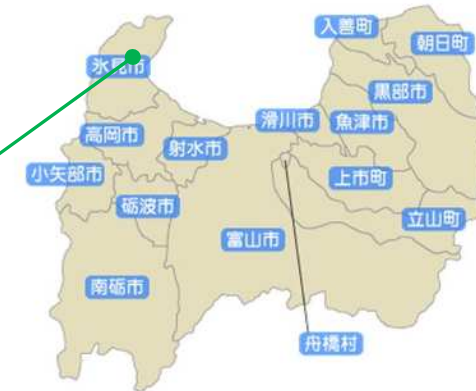 入善町
朝日町
氷見市
黒部市
滑川市
魚津市
高岡市
射水市
小矢部市
上市町
砺波市
立山町
富山市
南砺市
舟橋村